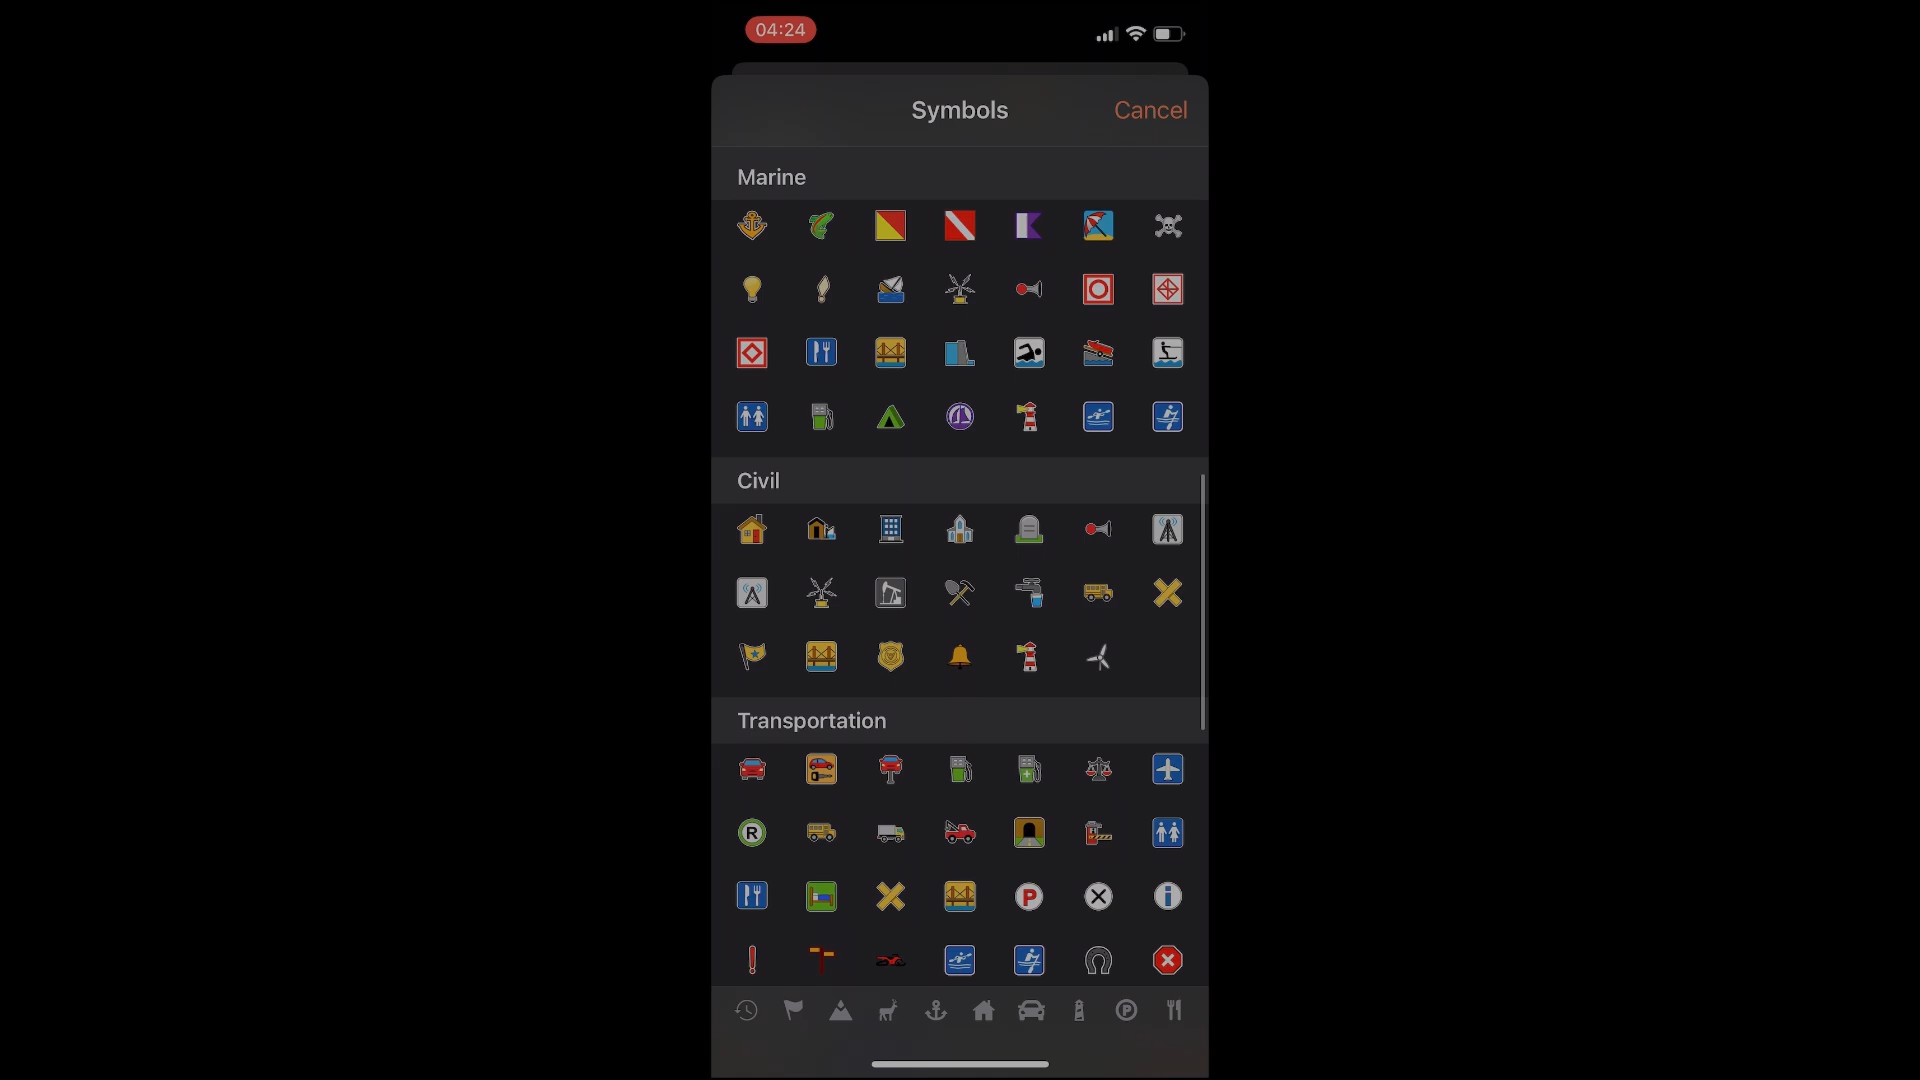 04:24
Symbols
Cancel
Marine
Civil
Transportation
R
P
i
P